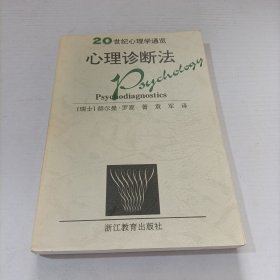 20世纪心理学通览
心理诊断法
Psychology
Psychodiagnostics
〔瑞士〕赫尔曼·罗夏 著 袁军 译
浙江教育出版社